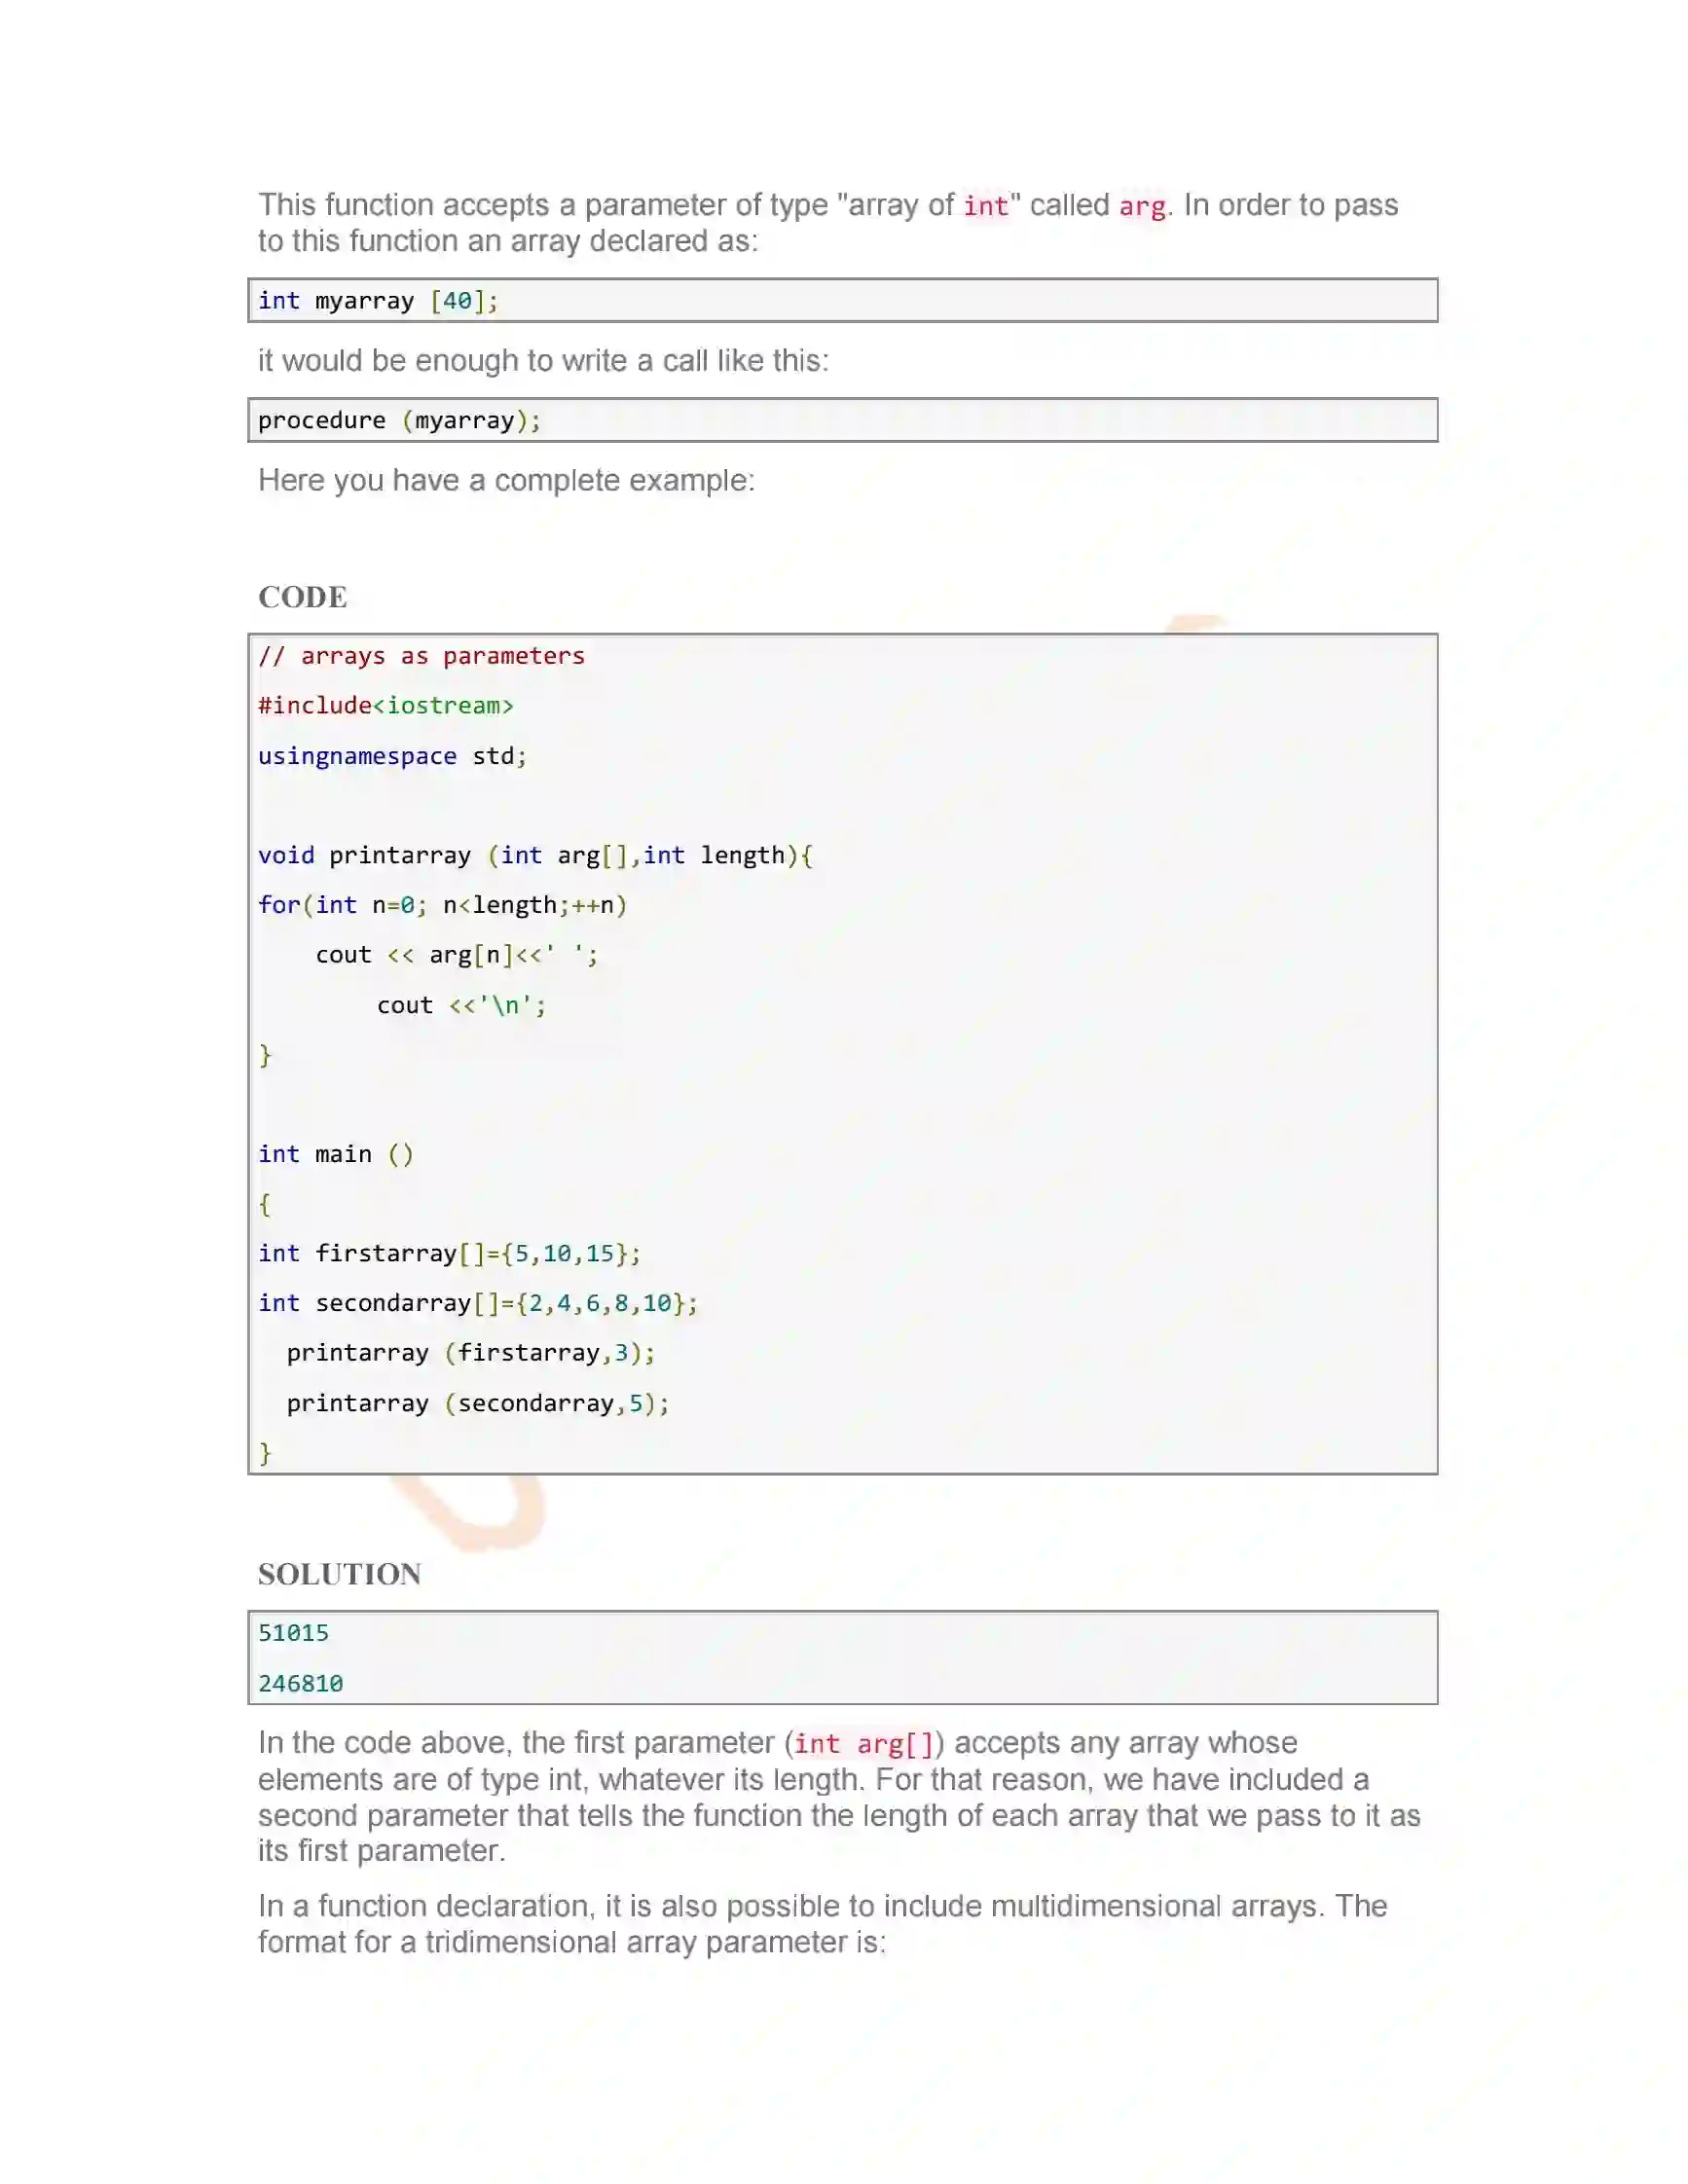 This function accepts a parameter of type "array of int" called arg. In order to pass
to this function an array declared as:
int myarray [40];
it would be enough to write a call like this:
procedure (myarray);
Here you have a complete example:
CODE
// arrays as parameters
#include<iostream>
usingnamespace std;
void printarray (int arg[],int length){
for(int n=0; n<length;++n)
cout << arg[n]<<' ';
cout <<'\n';
}
int main ()
{
int firstarray[]={5,10,15};
int secondarray[]={2,4,6,8,10};
printarray (firstarray,3);
printarray (secondarray,5);
}
SOLUTION
51015
246810
In the code above, the first parameter (int arg[]) accepts any array whose
elements are of type int, whatever its length. For that reason, we have included a
second parameter that tells the function the length of each array that we pass to it as
its first parameter.
In a function declaration, it is also possible to include multidimensional arrays. The
format for a tridimensional array parameter is: